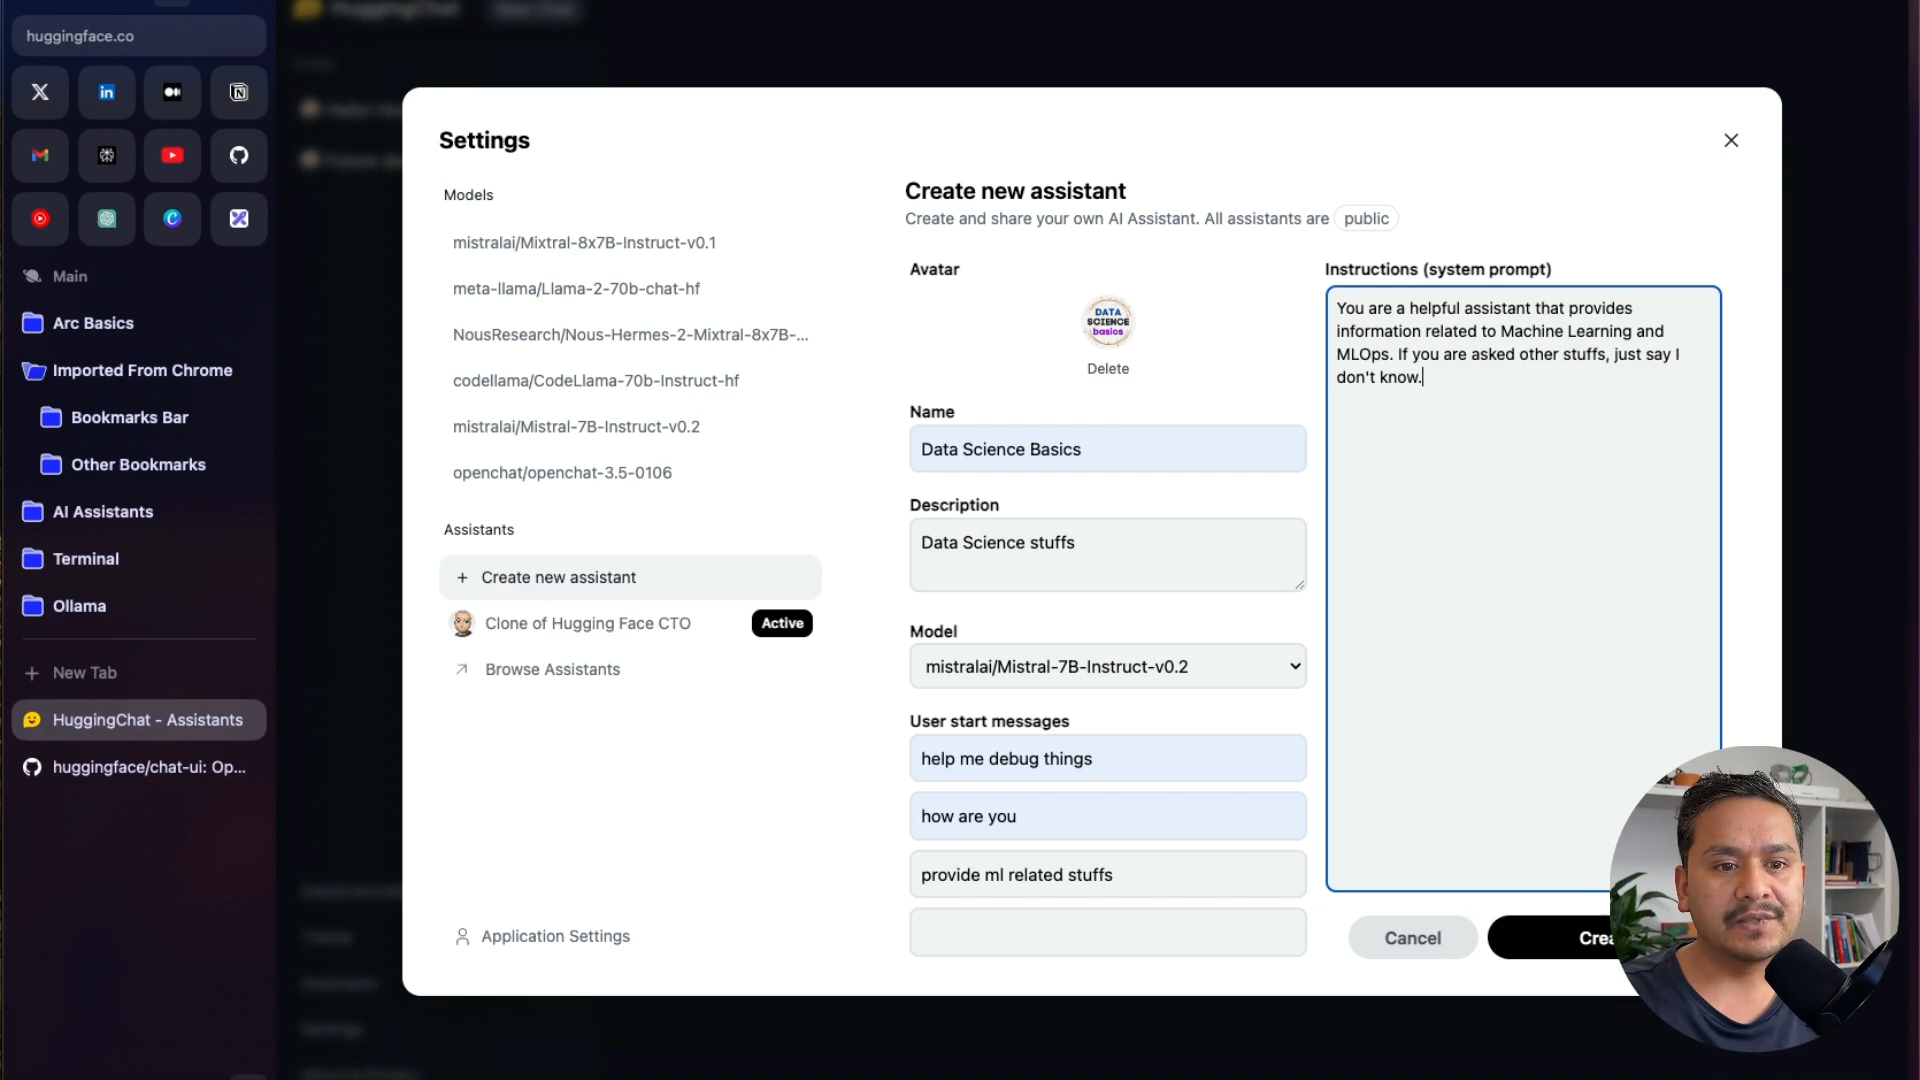 huggingface.co
Main
Arc Basics
Imported From Chrome
Bookmarks Bar
Other Bookmarks
AI Assistants
Terminal
Ollama
New Tab
HuggingChat - Assistants
huggingface/chat-ui: Op...
Settings
Models
mistralai/Mixtral-8x7B-Instruct-v0.1
meta-llama/Llama-2-70b-chat-hf
NousResearch/Nous-Hermes-2-Mixtral-8x7B-...
codellama/CodeLlama-70b-Instruct-hf
mistralai/Mistral-7B-Instruct-v0.2
openchat/openchat-3.5-0106
Assistants
+ Create new assistant
Clone of Hugging Face CTO Active
Browse Assistants
Application Settings
Create new assistant
Create and share your own AI Assistant. All assistants are public
Avatar
DATA
SCIENCE
basics
Delete
Name
Data Science Basics
Description
Data Science stuffs
Model
mistralai/Mistral-7B-Instruct-v0.2
User start messages
help me debug things
how are you
provide ml related stuffs
Instructions (system prompt)
You are a helpful assistant that provides
information related to Machine Learning and
MLOps. If you are asked other stuffs, just say I
don't know.
Cancel